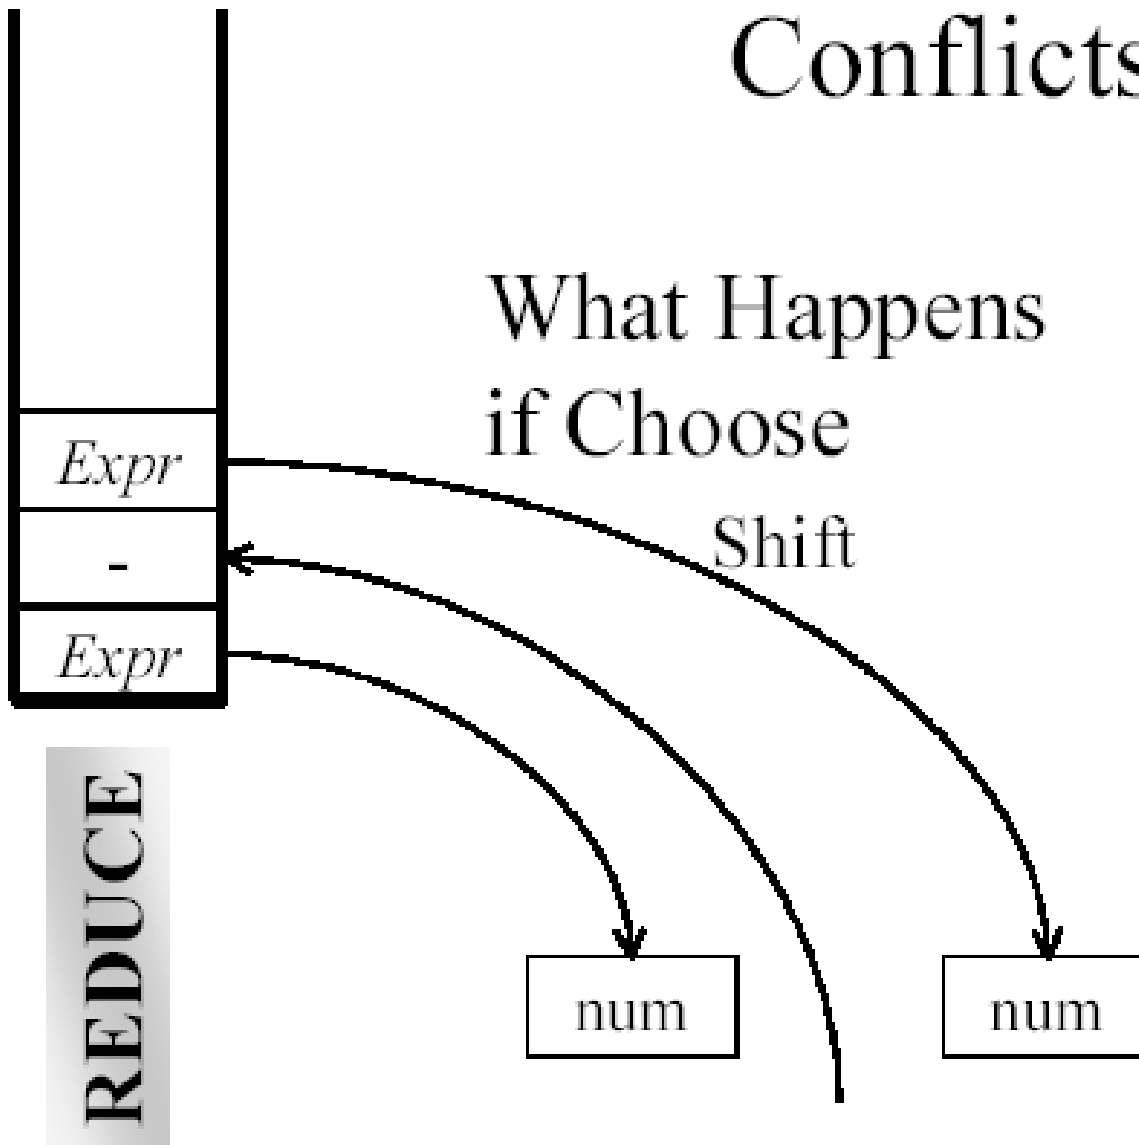 Conflicts
What Happens
if Choose
Shift
Expr
-
Expr
REDUCE
num
num